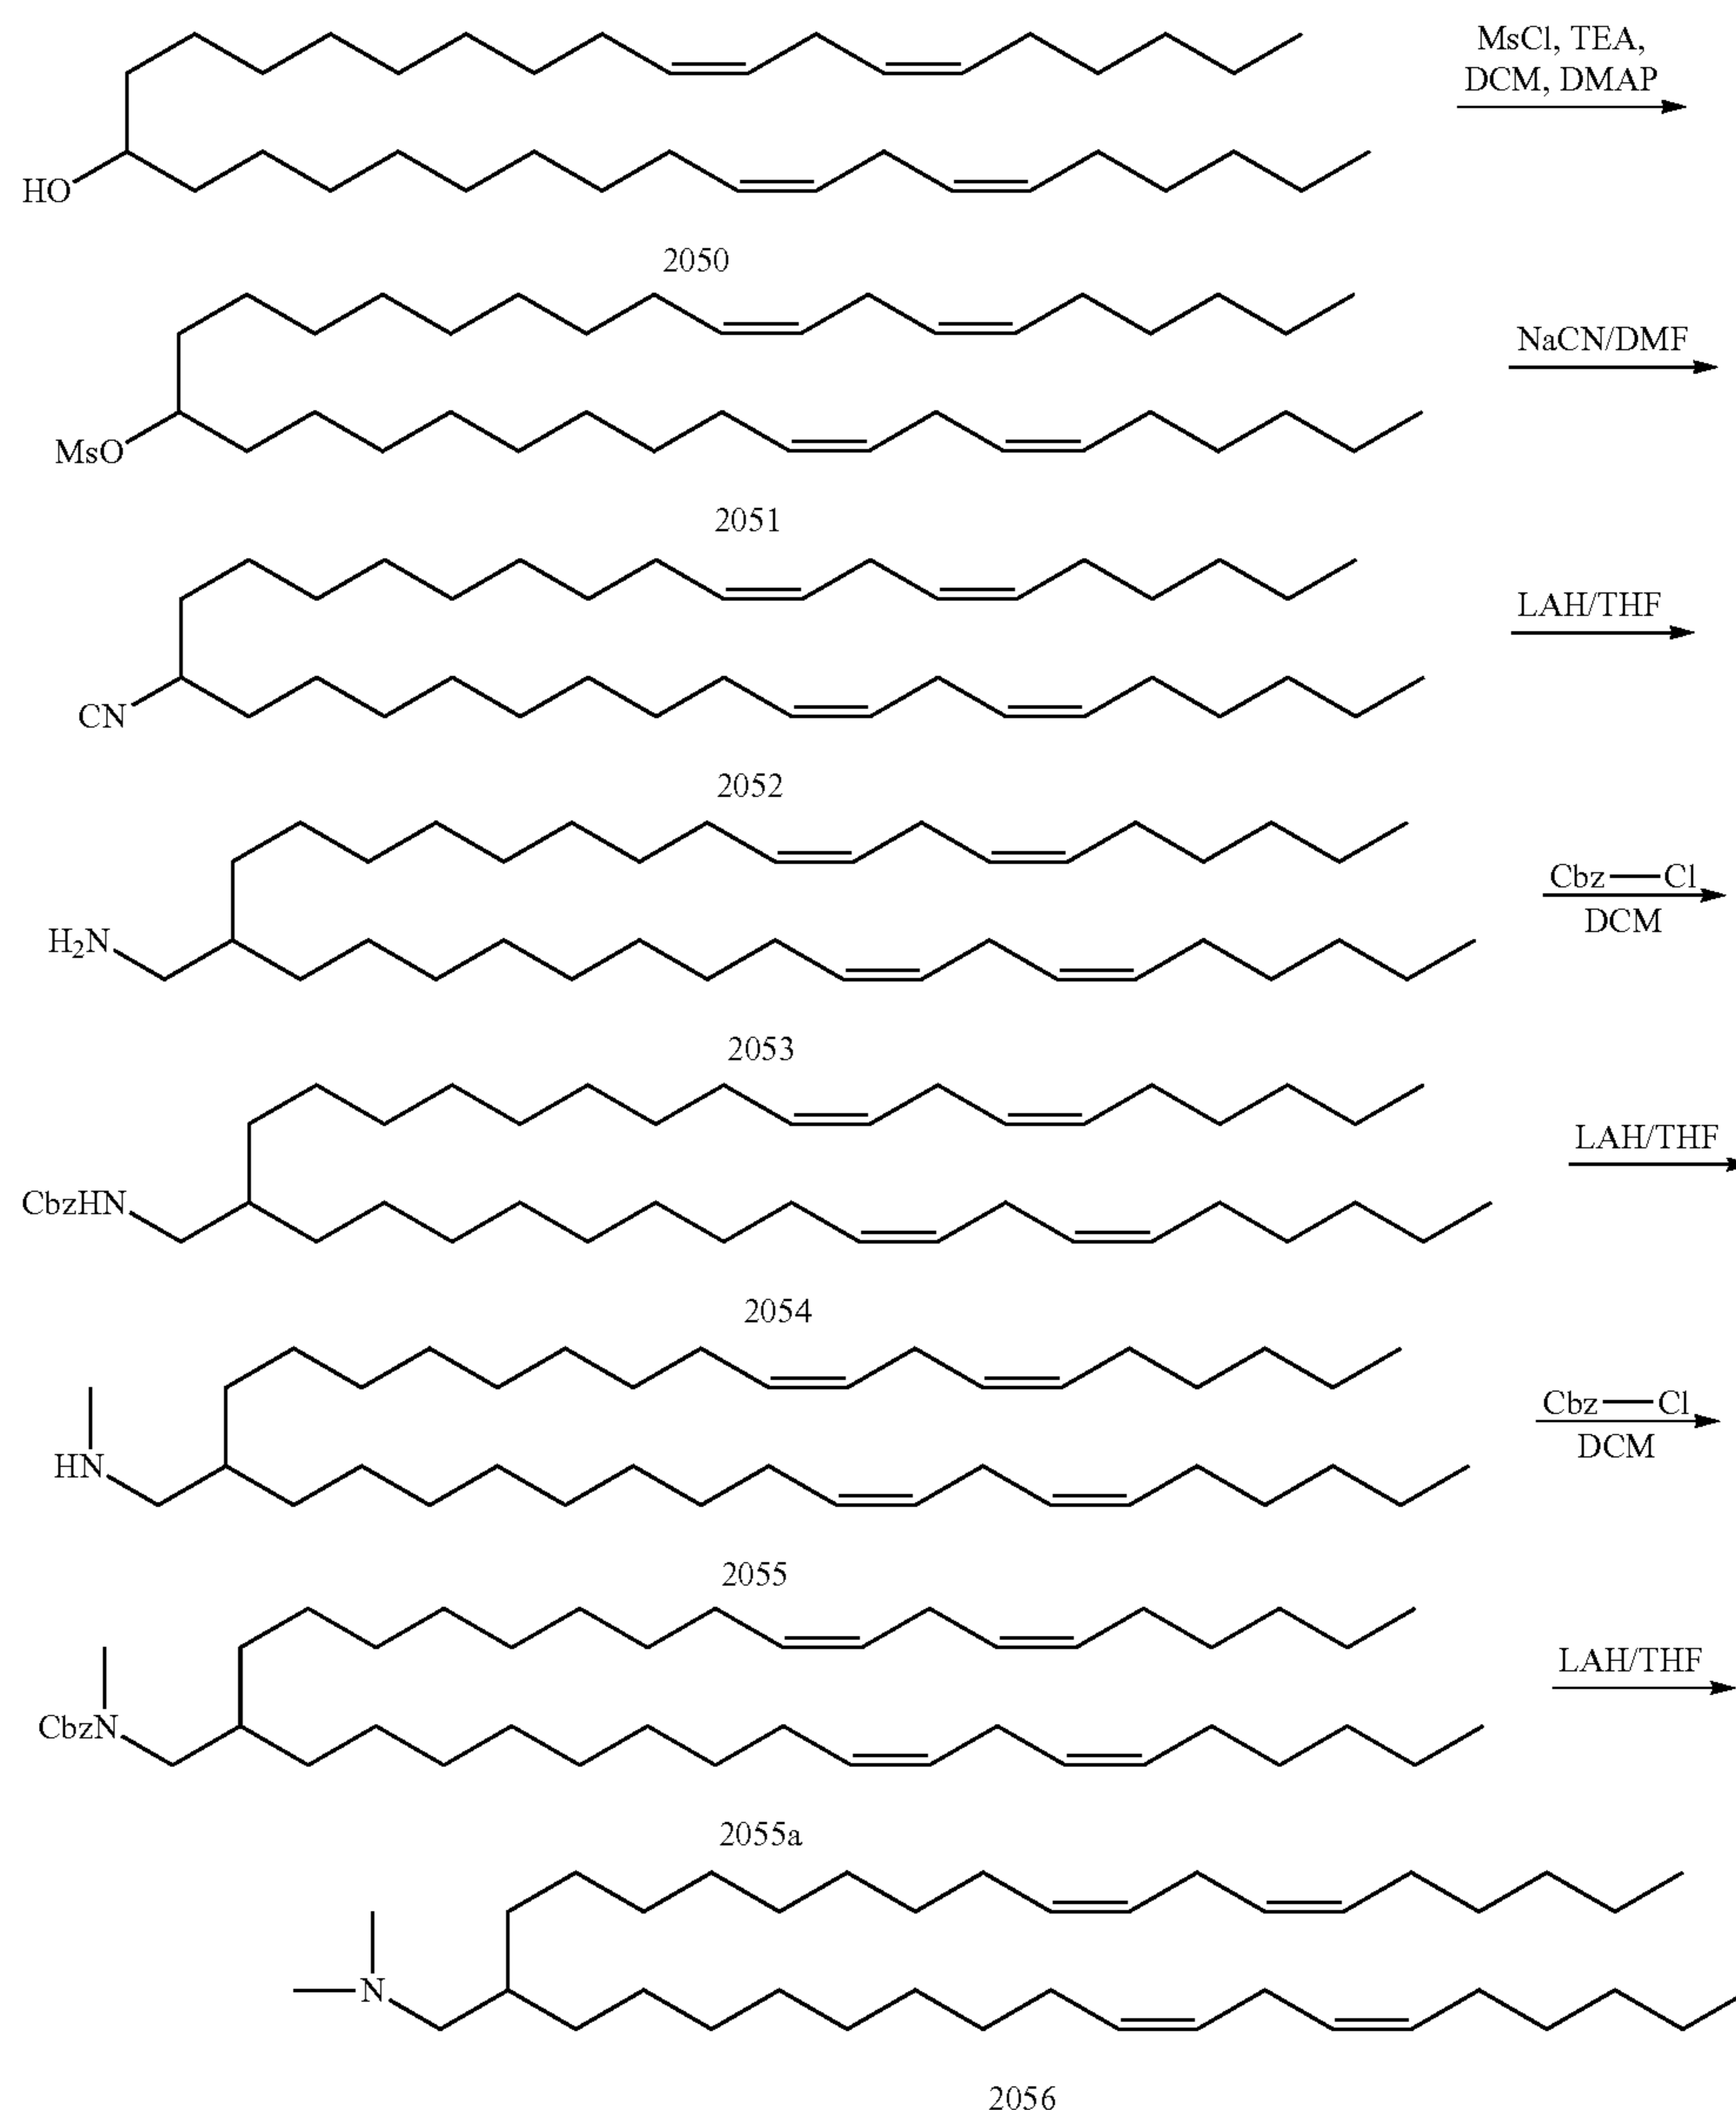 MsCl, TEA,
DCM, DMAP
HO
2050
NaCN/DMF
MsO
2051
LAH/THF
CN
2052
Cbz—Cl
DCM
H₂N
2053
LAH/THF
CbzHN
2054
Cbz—Cl
DCM
HN
2055
LAH/THF
CbzN
2055a
N
2056